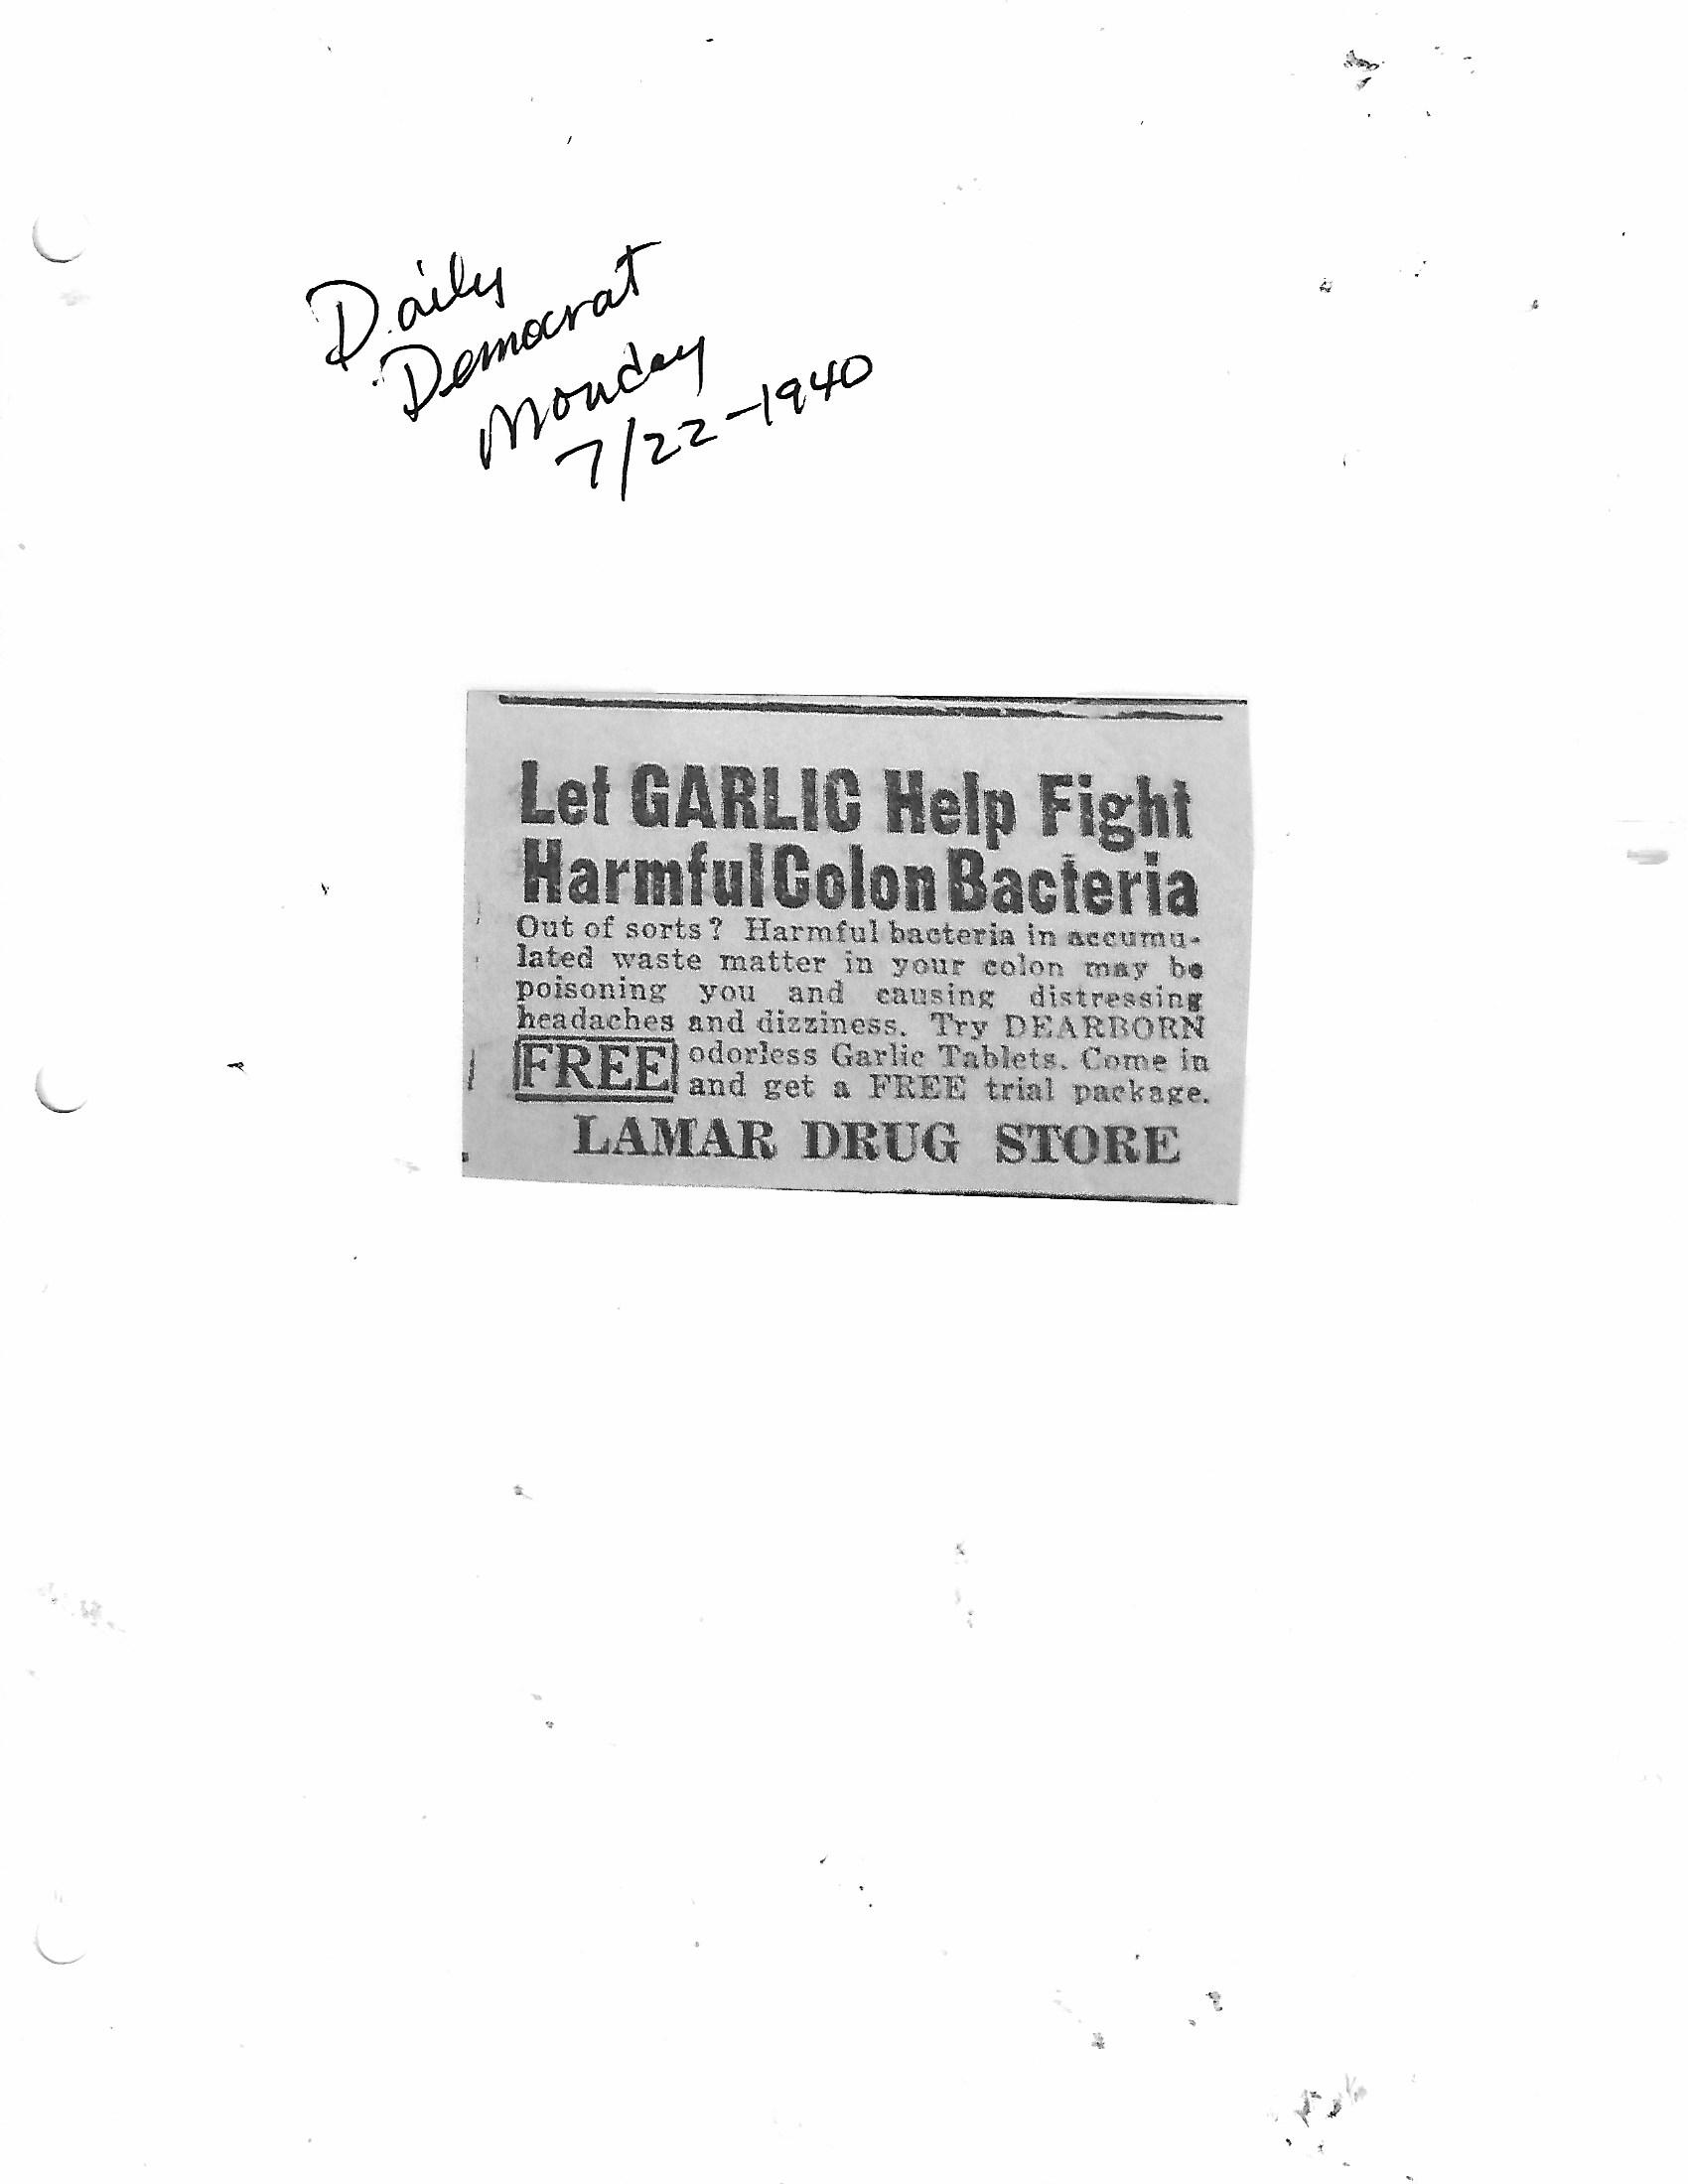 Daily
Democrat
Monday
7/22-1940
Let GARLIC Help Fight
Harmful Colon Bacteria
Out of sorts? Harmful bacteria in accumu-
lated waste matter in your colon may be
poisoning you and causing distressing
headaches and dizziness. Try DEARBORN
FREE odorless Garlic Tablets. Come in
and get a FREE trial package.
LAMAR DRUG STORE